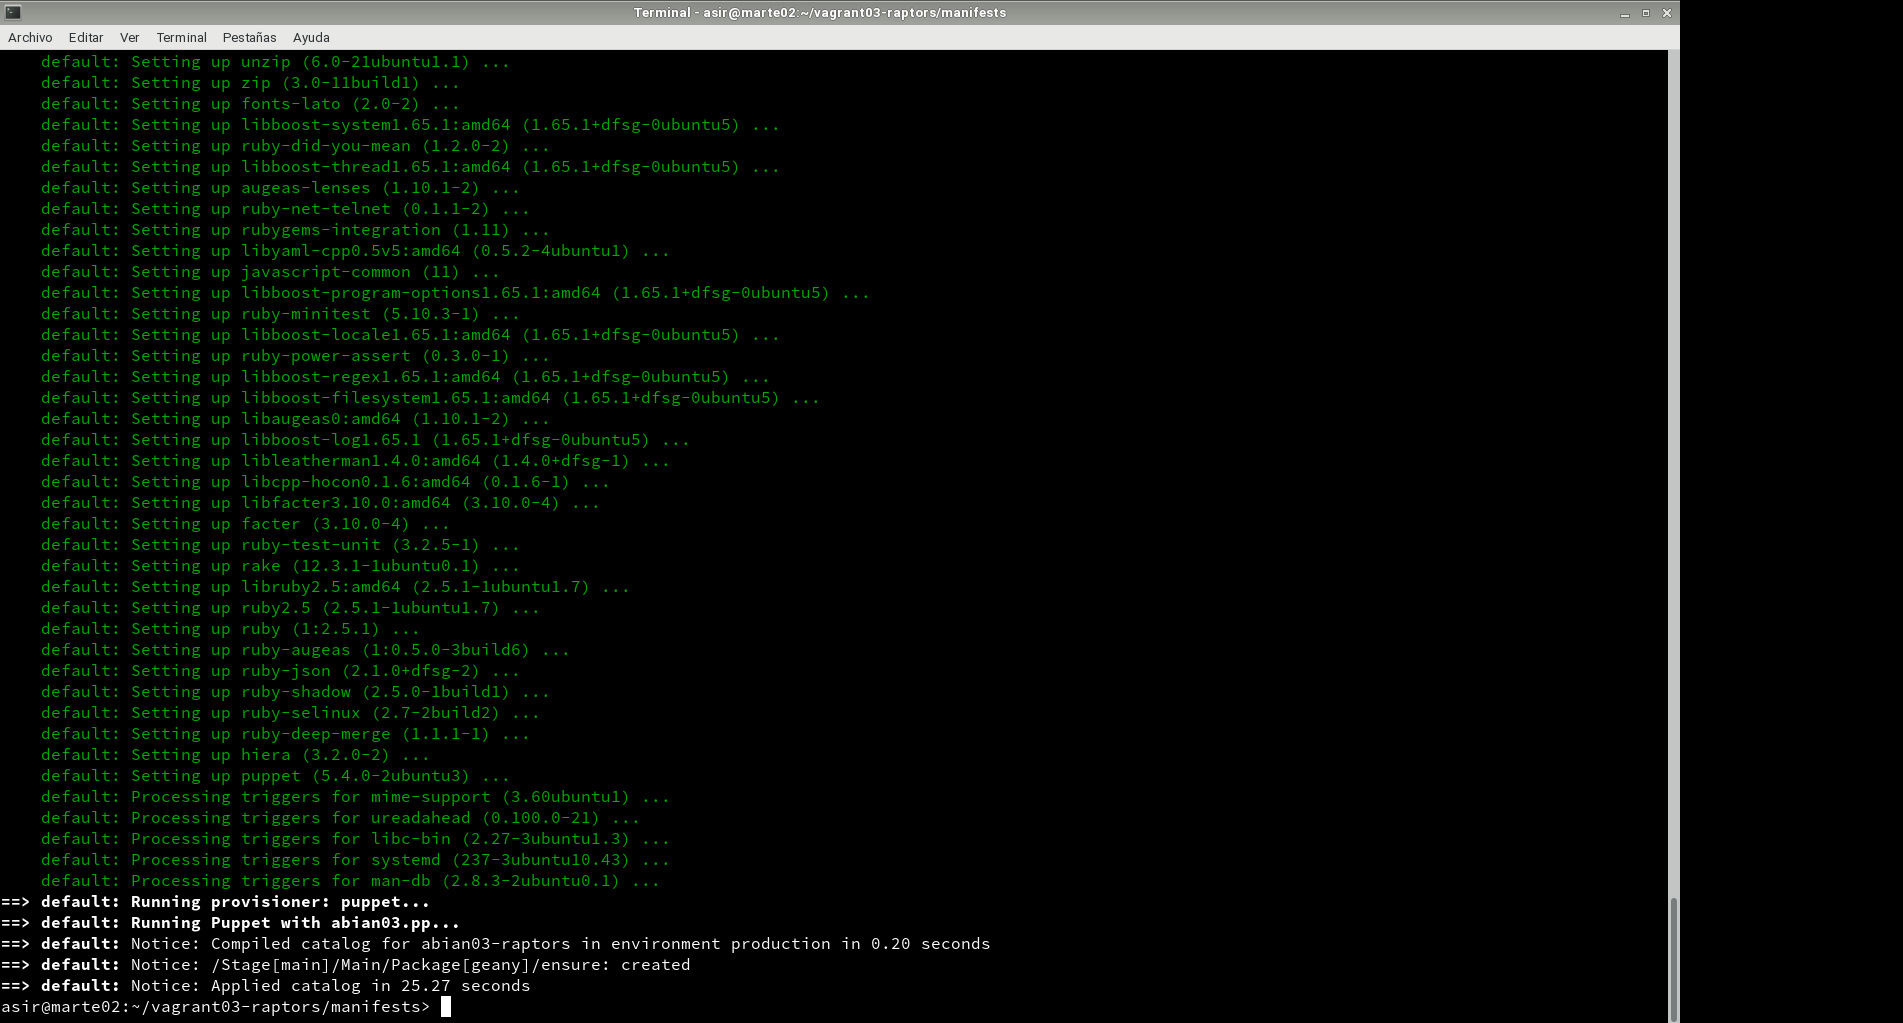 Terminal - asir@marte02:~/vagrant03-raptors/manifests
Archivo Editar Ver Terminal Pestañas Ayuda
default: Setting up unzip (6.0-21ubuntu1.1) ...
default: Setting up zip (3.0-11build1) ...
default: Setting up fonts-lato (2.0-2) ...
default: Setting up libboost-system1.65.1:amd64 (1.65.1+dfsg-0ubuntu5) ...
default: Setting up ruby-did-you-mean (1.2.0-2) ...
default: Setting up libboost-thread1.65.1:amd64 (1.65.1+dfsg-0ubuntu5) ...
default: Setting up augeas-lenses (1.10.1-2) ...
default: Setting up ruby-net-telnet (0.1.1-2) ...
default: Setting up rubygems-integration (1.11) ...
default: Setting up libyaml-cpp0.5v5:amd64 (0.5.2-4ubuntu1) ...
default: Setting up javascript-common (11) ...
default: Setting up libboost-program-options1.65.1:amd64 (1.65.1+dfsg-0ubuntu5) ...
default: Setting up ruby-minitest (5.10.3-1) ...
default: Setting up libboost-locale1.65.1:amd64 (1.65.1+dfsg-0ubuntu5) ...
default: Setting up ruby-power-assert (0.3.0-1) ...
default: Setting up libboost-regex1.65.1:amd64 (1.65.1+dfsg-0ubuntu5) ...
default: Setting up libboost-filesystem1.65.1:amd64 (1.65.1+dfsg-0ubuntu5) ...
default: Setting up libaugeas0:amd64 (1.10.1-2) ...
default: Setting up libboost-log1.65.1 (1.65.1+dfsg-0ubuntu5) ...
default: Setting up libleatherman1.4.0:amd64 (1.4.0+dfsg-1) ...
default: Setting up libcpp-hocon0.1.6:amd64 (0.1.6-1) ...
default: Setting up libfacter3.10.0:amd64 (3.10.0-4) ...
default: Setting up facter (3.10.0-4) ...
default: Setting up ruby-test-unit (3.2.5-1) ...
default: Setting up rake (12.3.1-1ubuntu0.1) ...
default: Setting up libruby2.5:amd64 (2.5.1-1ubuntu1.7) ...
default: Setting up ruby2.5 (2.5.1-1ubuntu1.7) ...
default: Setting up ruby (1:2.5.1) ...
default: Setting up ruby-augeas (1:0.5.0-3build6) ...
default: Setting up ruby-json (2.1.0+dfsg-2) ...
default: Setting up ruby-shadow (2.5.0-1build1) ...
default: Setting up ruby-selinux (2.7-2build2) ...
default: Setting up ruby-deep-merge (1.1.1-1) ...
default: Setting up hiera (3.2.0-2) ...
default: Setting up puppet (5.4.0-2ubuntu3) ...
default: Processing triggers for mime-support (3.60ubuntu1) ...
default: Processing triggers for ureadahead (0.100.0-21) ...
default: Processing triggers for libc-bin (2.27-3ubuntu1.3) ...
default: Processing triggers for systemd (237-3ubuntu10.43) ...
default: Processing triggers for man-db (2.8.3-2ubuntu0.1) ...
==> default: Running provisioner: puppet...
==> default: Running Puppet with abian03.pp...
==> default: Notice: Compiled catalog for abian03-raptors in environment production in 0.20 seconds
==> default: Notice: /Stage[main]/Main/Package[geany]/ensure: created
==> default: Notice: Applied catalog in 25.27 seconds
asir@marte02:~/vagrant03-raptors/manifests>